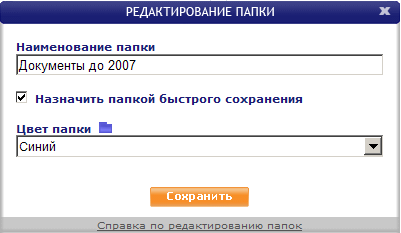 РЕДАКТИРОВАНИЕ ПАПКИ
Наименование папки
Документы до 2007
Назначить папкой быстрого сохранения
Цвет папки
Синий
Сохранить
Справка по редактированию папок